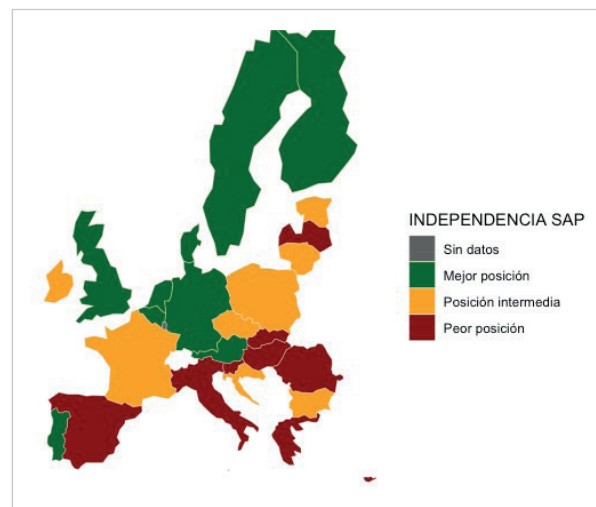 INDEPENDENCIA SAP
Sin datos
Mejor posición
Posición intermedia
Peor posición